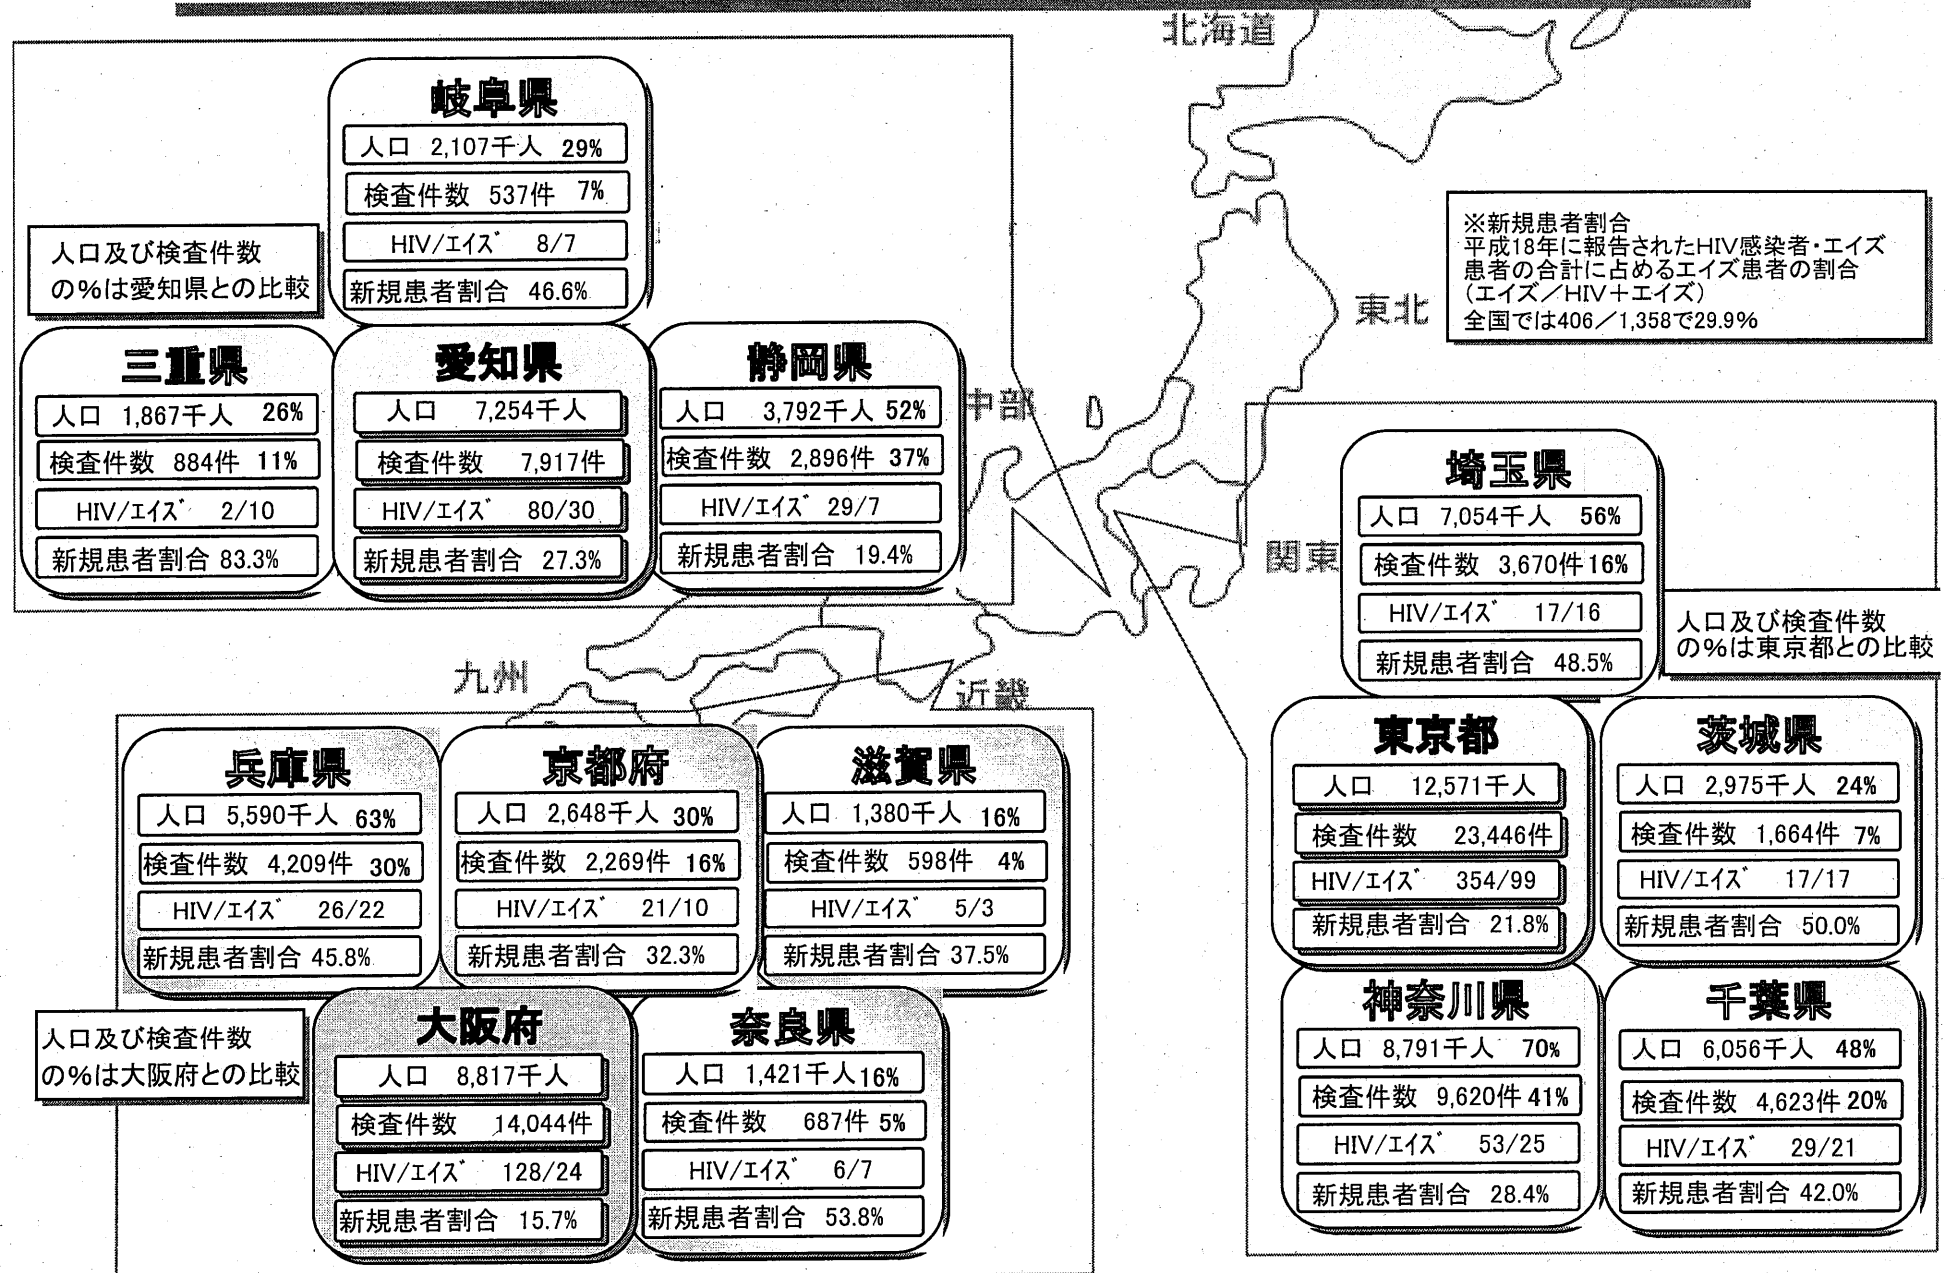 北海道
岐阜県
人口 2,107千人 29%
検査件数 537件 7%
HIV/エイズ 8/7
新規患者割合 46.6%
人口及び検査件数
の%は愛知県との比較
※新規患者割合
平成18年に報告されたHIV感染者・エイズ
患者の合計に占めるエイズ患者の割合
(エイズ/HIV+エイズ)
全国では406/1,358で29.9%
東北
三重県
人口 1,867千人 26%
検査件数 884件 11%
HIV/エイズ 2/10
新規患者割合 83.3%
愛知県
人口 7,254千人
検査件数 7,917件
HIV/エイズ 80/30
新規患者割合 27.3%
静岡県
人口 3,792千人 52%
検査件数 2,896件 37%
HIV/エイズ 29/7
新規患者割合 19.4%
中部
関東
埼玉県
人口 7,054千人 56%
検査件数 3,670件 16%
HIV/エイズ 17/16
新規患者割合 48.5%
人口及び検査件数
の%は東京都との比較
九州
近畿
兵庫県
人口 5,590千人 63%
検査件数 4,209件 30%
HIV/エイズ 26/22
新規患者割合 45.8%
京都府
人口 2,648千人 30%
検査件数 2,269件 16%
HIV/エイズ 21/10
新規患者割合 32.3%
滋賀県
人口 1,380千人 16%
検査件数 598件 4%
HIV/エイズ 5/3
新規患者割合 37.5%
東京都
人口 12,571千人
検査件数 23,446件
HIV/エイズ 354/99
新規患者割合 21.8%
茨城県
人口 2,975千人 24%
検査件数 1,664件 7%
HIV/エイズ 17/17
新規患者割合 50.0%
人口及び検査件数
の%は大阪府との比較
大阪府
人口 8,817千人
検査件数 14,044件
HIV/エイズ 128/24
新規患者割合 15.7%
奈良県
人口 1,421千人 16%
検査件数 687件 5%
HIV/エイズ 6/7
新規患者割合 53.8%
神奈川県
人口 8,791千人 70%
検査件数 9,620件 41%
HIV/エイズ 53/25
新規患者割合 28.4%
千葉県
人口 6,056千人 48%
検査件数 4,623件 20%
HIV/エイズ 29/21
新規患者割合 42.0%